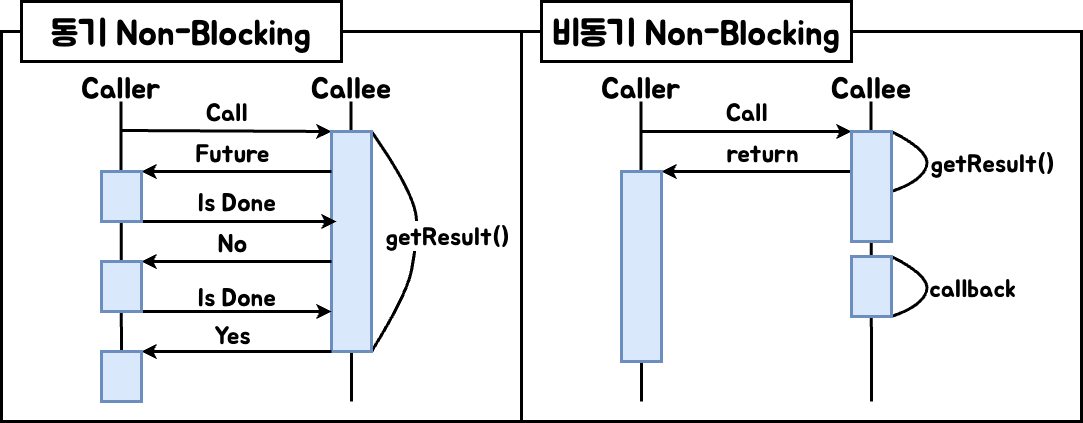 동기 Non-Blocking
Caller
Callee
Call
Future
Is Done
No
Is Done
Yes
getResult()
비동기 Non-Blocking
Caller
Callee
Call
return
getResult()
callback